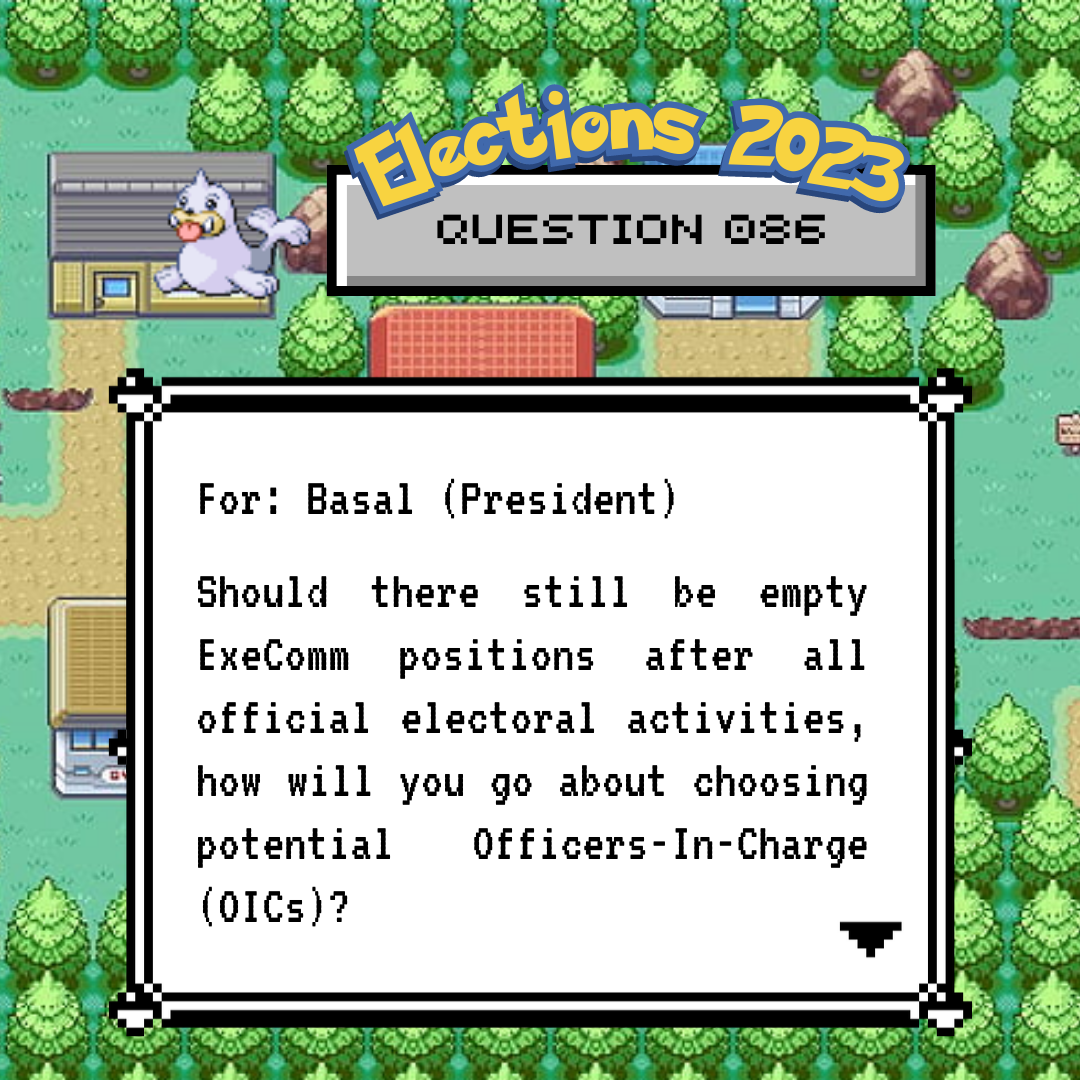 Elections 2023
QUESTION 086
For: Basal (President)
Should there still be empty
ExeComm positions after all
official electoral activities,
how will you go about choosing
potential Officers-In-Charge
(OICs)?